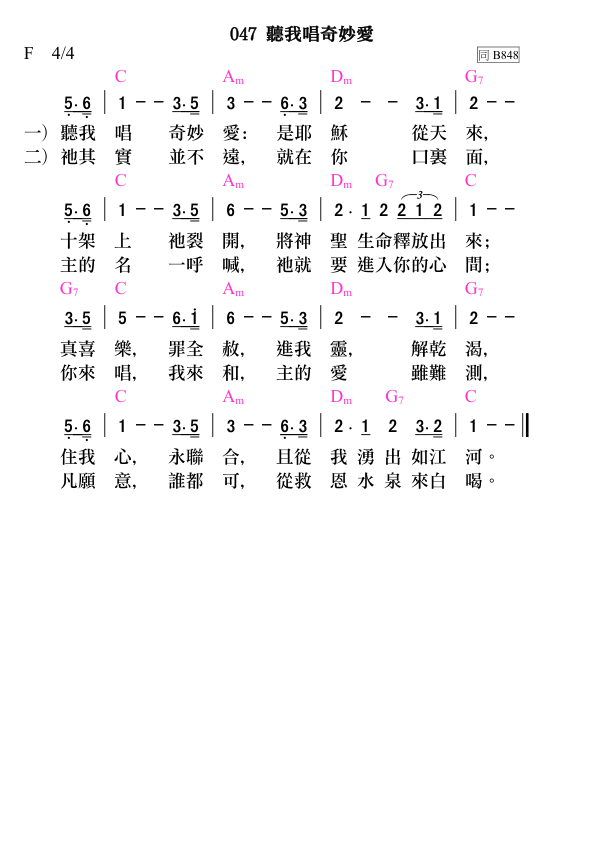 047 聽我唱奇妙愛
F 4/4 同 B848
C Am Dm G7
5·6 | 1 - - 3·5 | 3 - - 6·3 | 2 - - 3·1 | 2 - -
一) 聽我 唱 奇妙 愛: 是耶 穌 從天 來,
二) 祂其 實 並不 遠, 就在 你 口裏 面,
C Am Dm G7 C
5·6 | 1 - - 3·5 | 6 - - 5·3 | 2· 1 2 2 1 2 | 1 - -
3
十架 上 祂裂 開, 將神 聖 生命釋放出 來;
主的 名 一呼 喊, 祂就 要 進入你的心 間;
G7 C Am Dm G7
3·5 | 5 - - 6·1 | 6 - - 5·3 | 2 - - 3·1 | 2 - -
真喜 樂, 罪全 赦, 進我 靈, 解乾 渴,
你來 唱, 我來 和, 主的 愛 雖難 測,
C Am Dm G7 C
5·6 | 1 - - 3·5 | 3 - - 6·3 | 2· 1 2 3·2 | 1 - -
住我 心, 永聯 合, 且從 我 湧 出 如江 河。
凡願 意, 誰都 可, 從救 恩 水 泉 來白 喝。